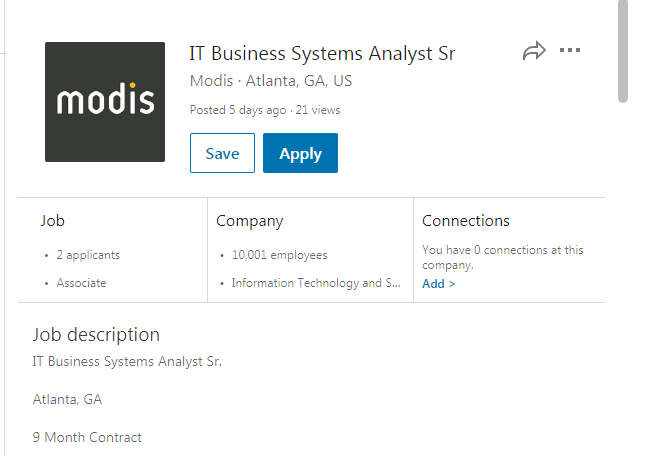 modis
IT Business Systems Analyst Sr
Modis · Atlanta, GA, US
Posted 5 days ago · 21 views
Save
Apply
Job
• 2 applicants
• Associate
Company
• 10,001 employees
• Information Technology and S...
Connections
You have 0 connections at this
company.
Add >
Job description
IT Business Systems Analyst Sr.
Atlanta, GA
9 Month Contract